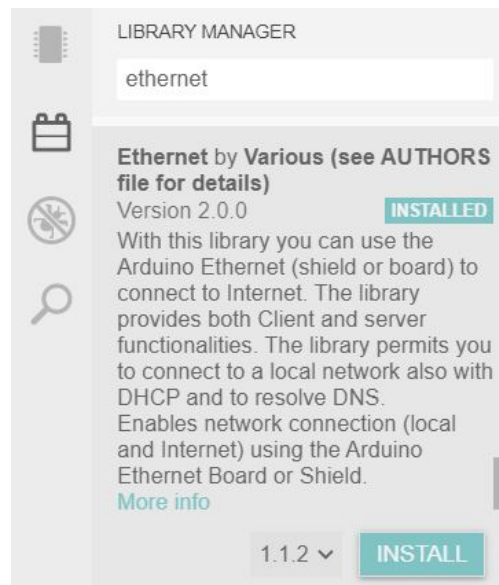 LIBRARY MANAGER
ethernet
Ethernet by Various (see AUTHORS
file for details)
Version 2.0.0 INSTALLED
With this library you can use the
Arduino Ethernet (shield or board) to
connect to Internet. The library
provides both Client and server
functionalities. The library permits you
to connect to a local network also with
DHCP and to resolve DNS.
Enables network connection (local
and Internet) using the Arduino
Ethernet Board or Shield.
More info
1.1.2 INSTALL